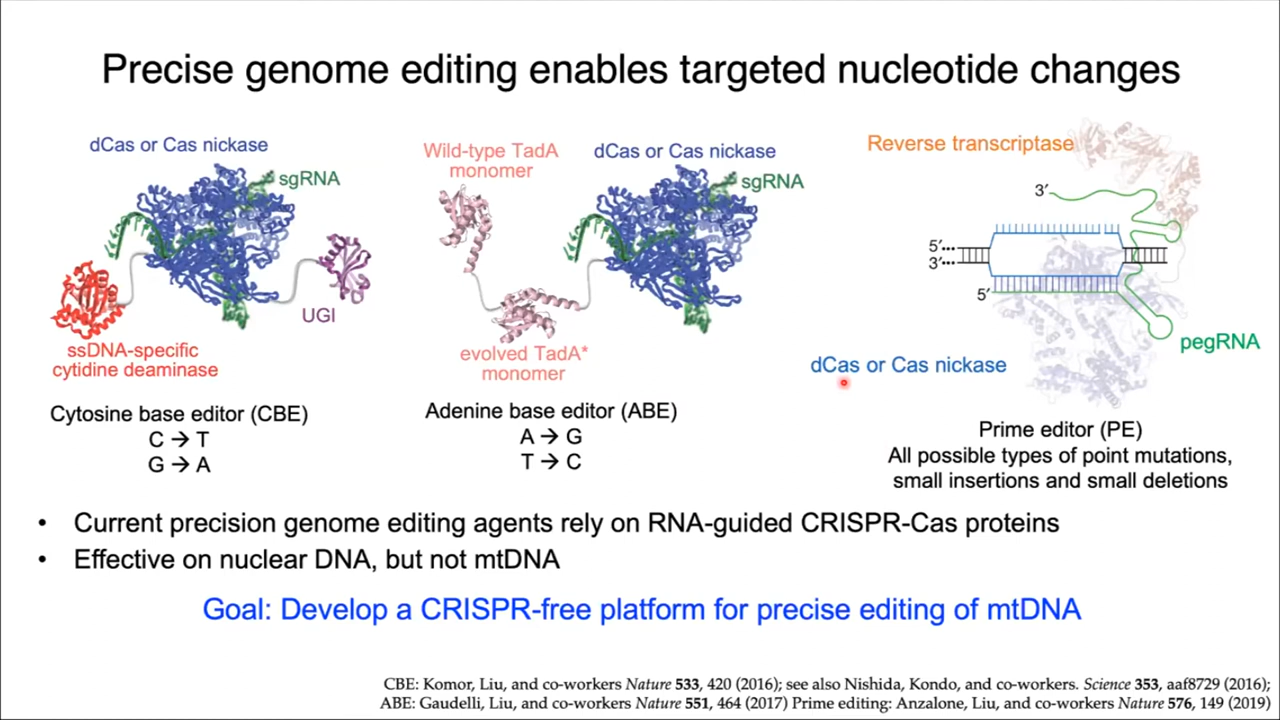 Precise genome editing enables targeted nucleotide changes
dCas or Cas nickase
sgRNA
UGI
ssDNA-specific
cytidine deaminase
Cytosine base editor (CBE)
C → T
G → A
Wild-type TadA
monomer
dCas or Cas nickase
sgRNA
evolved TadA*
monomer
Adenine base editor (ABE)
A → G
T → C
Reverse transcriptase
3′
5′
3′
5′
pegRNA
dCas or Cas nickase
Prime editor (PE)
All possible types of point mutations,
small insertions and small deletions
• Current precision genome editing agents rely on RNA-guided CRISPR-Cas proteins
• Effective on nuclear DNA, but not mtDNA
Goal: Develop a CRISPR-free platform for precise editing of mtDNA
CBE: Komor, Liu, and co-workers Nature 533, 420 (2016); see also Nishida, Kondo, and co-workers. Science 353, aaf8729 (2016);
ABE: Gaudelli, Liu, and co-workers Nature 551, 464 (2017) Prime editing: Anzalone, Liu, and co-workers Nature 576, 149 (2019)